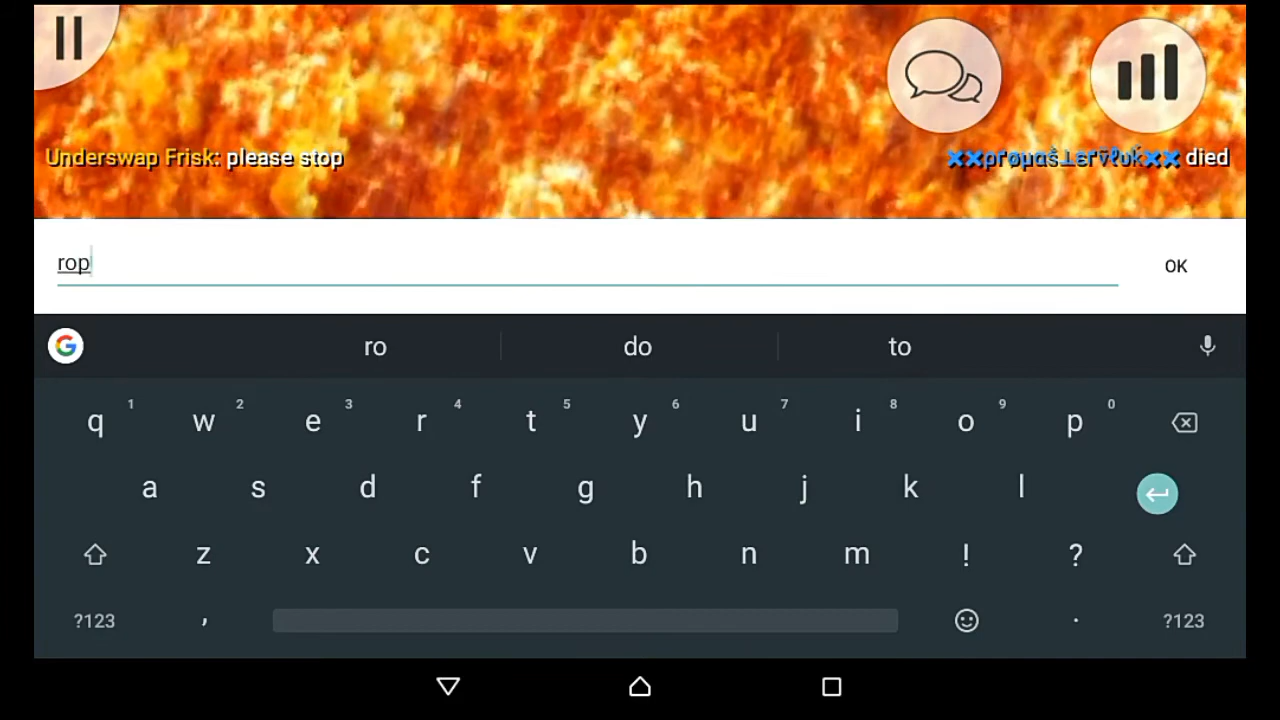 Underswap Frisk: please stop
died
rop
OK
ro do to
1 2 3 4 5 6 7 8 9 0
q w e r t y u i o p
a s d f g h j k l
z x c v b n m ! ?
?123 , . ?123